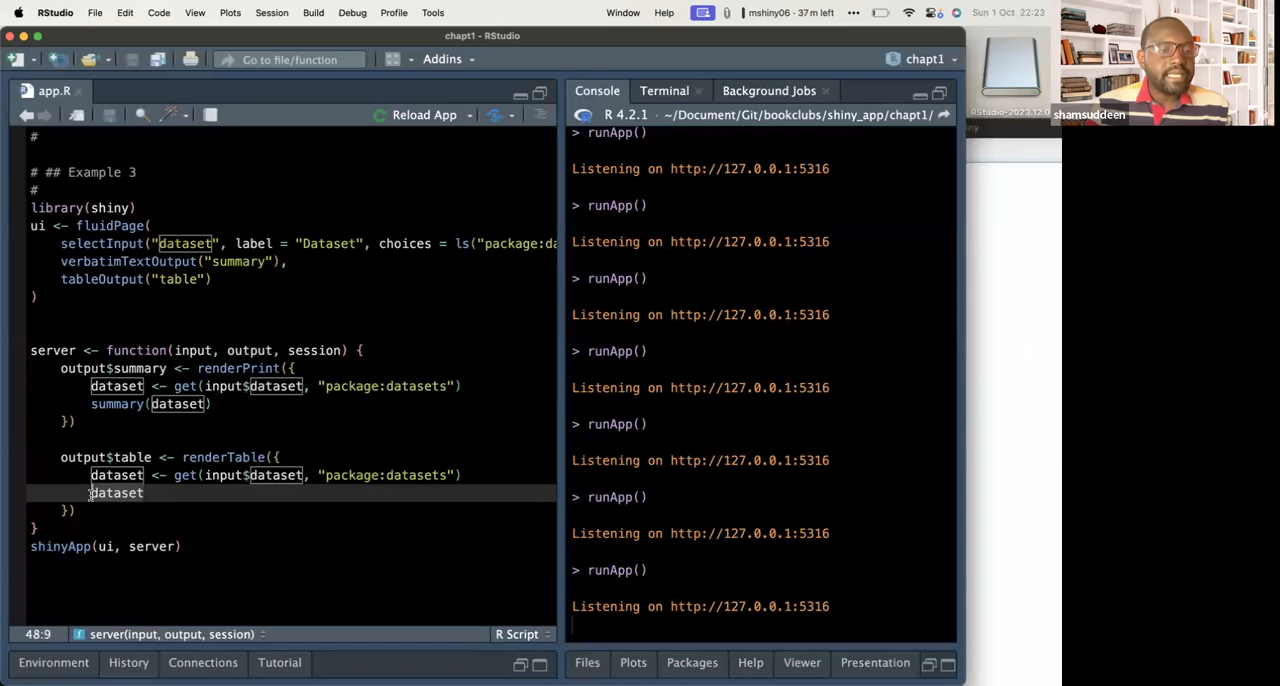 RStudio File Edit Code View Plots Session Build Debug Profile Tools Window Help mshiny06 • 37 m left ••• Sun 1 Oct 22:23
chapt1 - RStudio
Go to file/function Addins chapt1
app.R
Reload App
#
# ## Example 3
#
library(shiny)
ui <- fluidPage(
selectInput("dataset", label = "Dataset", choices = ls("package:da
verbatimTextOutput("summary"),
tableOutput("table")
)
server <- function(input, output, session) {
output$summary <- renderPrint({
dataset <- get(input$dataset, "package:datasets")
summary(dataset)
})
output$table <- renderTable({
dataset <- get(input$dataset, "package:datasets")
dataset
})
}
shinyApp(ui, server)
48:9 server(input, output, session) R Script
Environment History Connections Tutorial
Console Terminal Background Jobs
R 4.2.1 · ~/Document/Git/bookclubs/shiny_app/chapt1/
> runApp()
Listening on http://127.0.0.1:5316
> runApp()
Listening on http://127.0.0.1:5316
> runApp()
Listening on http://127.0.0.1:5316
> runApp()
Listening on http://127.0.0.1:5316
> runApp()
Listening on http://127.0.0.1:5316
> runApp()
Listening on http://127.0.0.1:5316
> runApp()
Listening on http://127.0.0.1:5316
Files Plots Packages Help Viewer Presentation
RStudio-2023.12.0
shamsuddeen